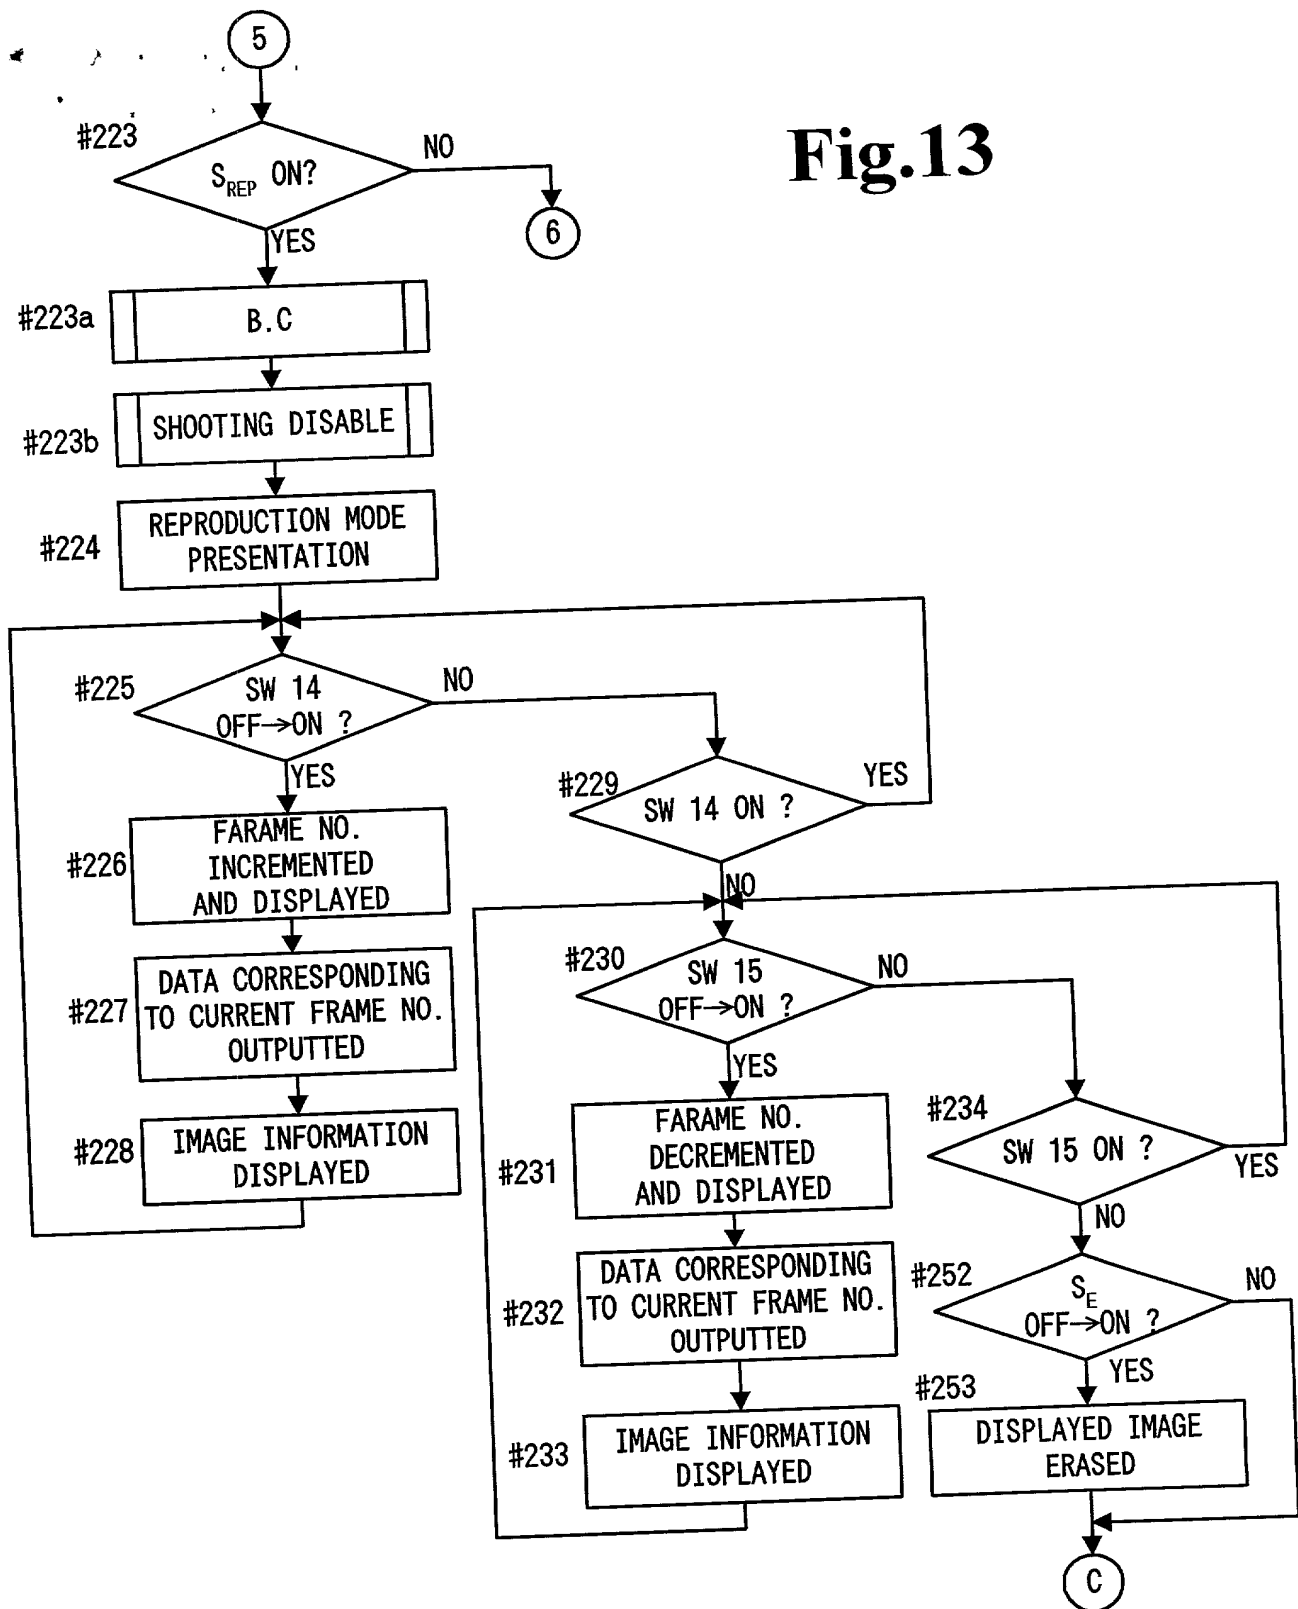 5
Fig.13
#223
S_REP ON?
NO
6
YES
#223a
B.C
#223b
SHOOTING DISABLE
#224
REPRODUCTION MODE
PRESENTATION
#225
SW 14
OFF→ON ?
NO
YES
#229
SW 14 ON ?
YES
NO
#226
FARAME NO.
INCREMENTED
AND DISPLAYED
#227
DATA CORRESPONDING
TO CURRENT FRAME NO.
OUTPUTTED
#228
IMAGE INFORMATION
DISPLAYED
#230
SW 15
OFF→ON ?
NO
YES
#231
FARAME NO.
DECREMENTED
AND DISPLAYED
#234
SW 15 ON ?
YES
NO
#232
DATA CORRESPONDING
TO CURRENT FRAME NO.
OUTPUTTED
#252
S_E
OFF→ON ?
NO
YES
#233
IMAGE INFORMATION
DISPLAYED
#253
DISPLAYED IMAGE
ERASED
C